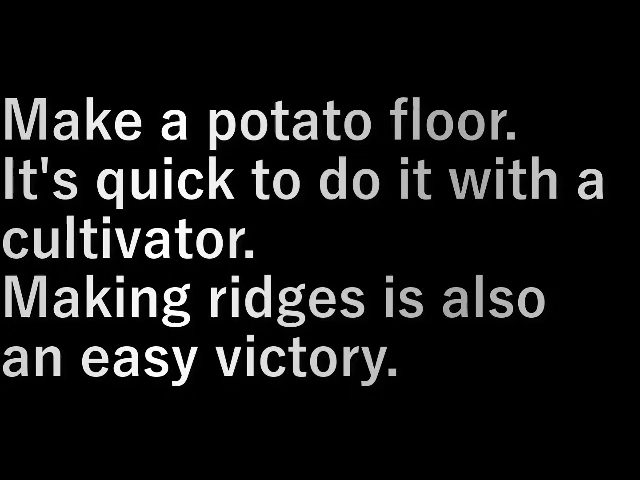 Make a potato floor.
It's quick to do it with a
cultivator.
Making ridges is also
an easy victory.